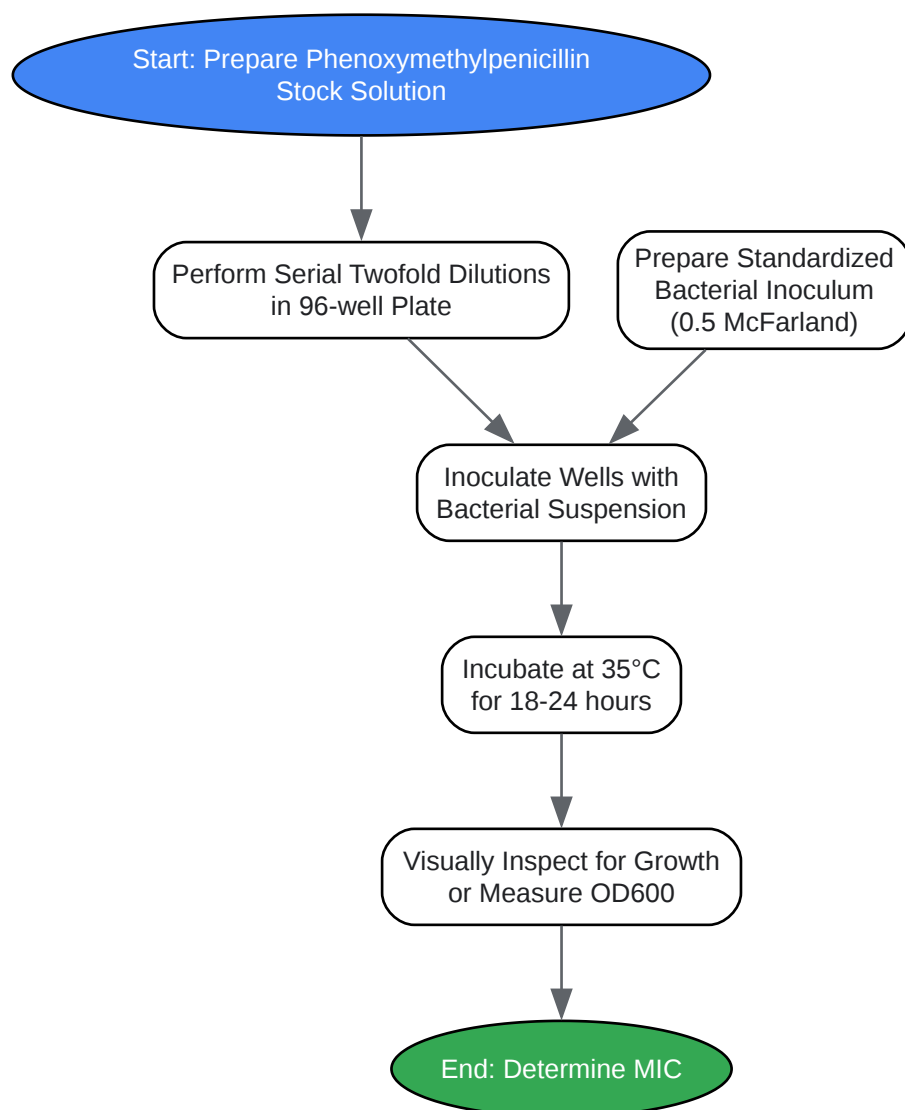 Start: Prepare Phenoxymethylpenicillin
Stock Solution
Perform Serial Twofold Dilutions
in 96-well Plate
Prepare Standardized
Bacterial Inoculum
(0.5 McFarland)
Inoculate Wells with
Bacterial Suspension
Incubate at 35°C
for 18-24 hours
Visually Inspect for Growth
or Measure OD600
End: Determine MIC